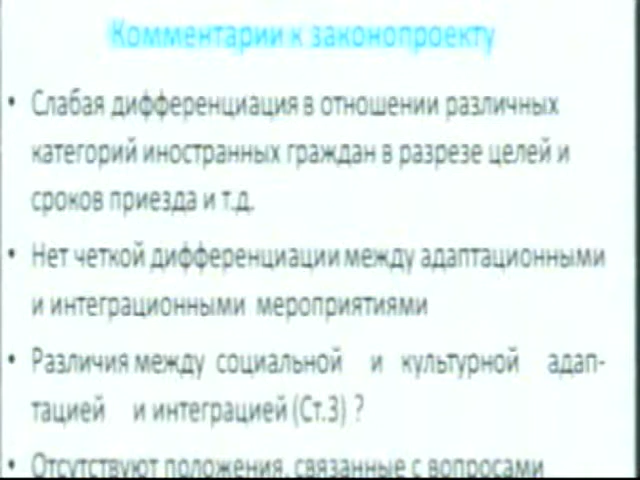 Комментарии к законопроекту
• Слабая дифференциация в отношении различных
категорий иностранных граждан в разрезе целей и
сроков приезда и т.д.
• Нет четкой дифференциации между адаптационными
и интеграционными мероприятиями
• Различия между социальной и культурной адап-
тацией и интеграцией (Ст.3) ?
• Отсутствуют положения, связанные с вопросами